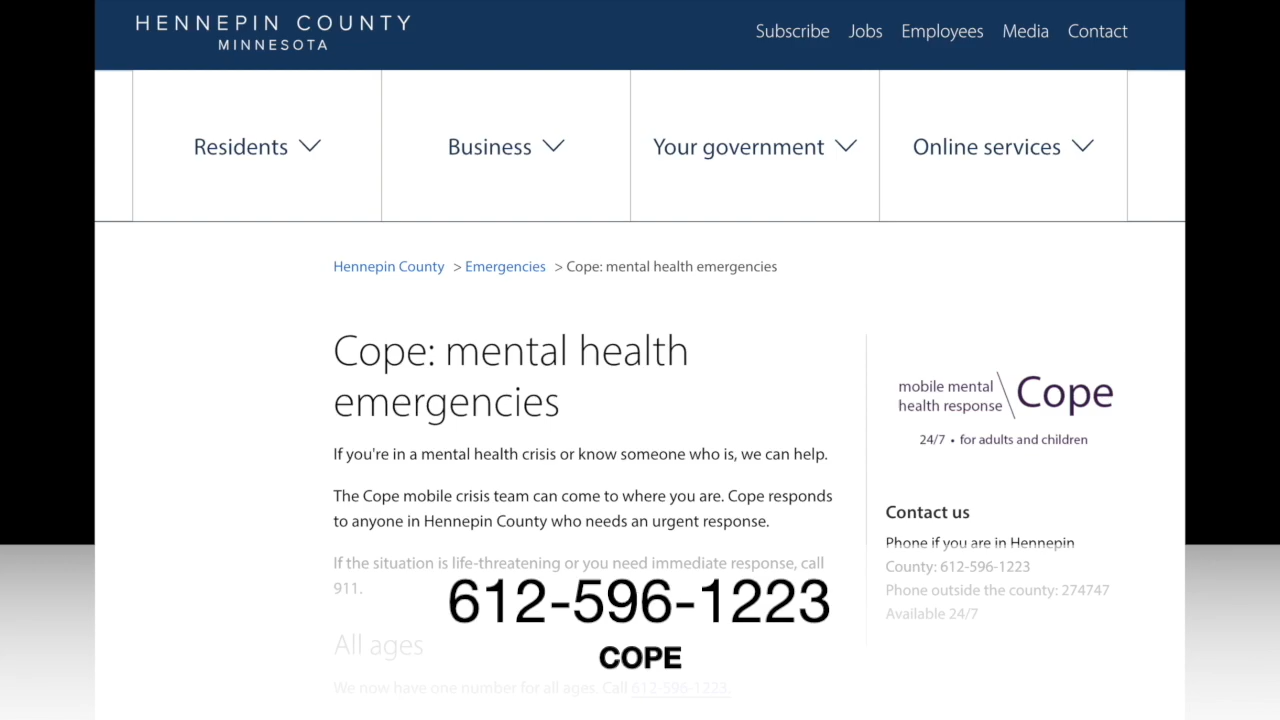 HENNEPIN COUNTY
MINNESOTA
Subscribe Jobs Employees Media Contact
Residents Business Your government Online services
Hennepin County > Emergencies > Cope: mental health emergencies
Cope: mental health
emergencies
If you're in a mental health crisis or know someone who is, we can help.
The Cope mobile crisis team can come to where you are. Cope responds
to anyone in Hennepin County who needs an urgent response.
If the situation is life-threatening or you need immediate response, call
911.
All ages
We now have one number for all ages. Call 612-596-1223.
mobile mental
health response
Cope
24/7 • for adults and children
Contact us
Phone if you are in Hennepin
County: 612-596-1223
Phone outside the county: 274747
Available 24/7
612-596-1223
COPE